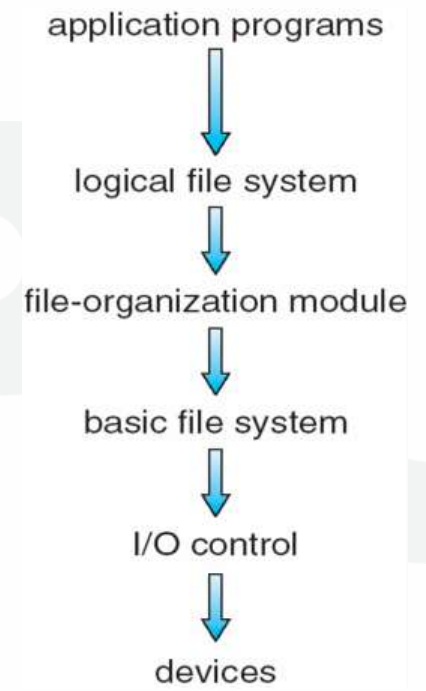 application programs
logical file system
file-organization module
basic file system
I/O control
devices